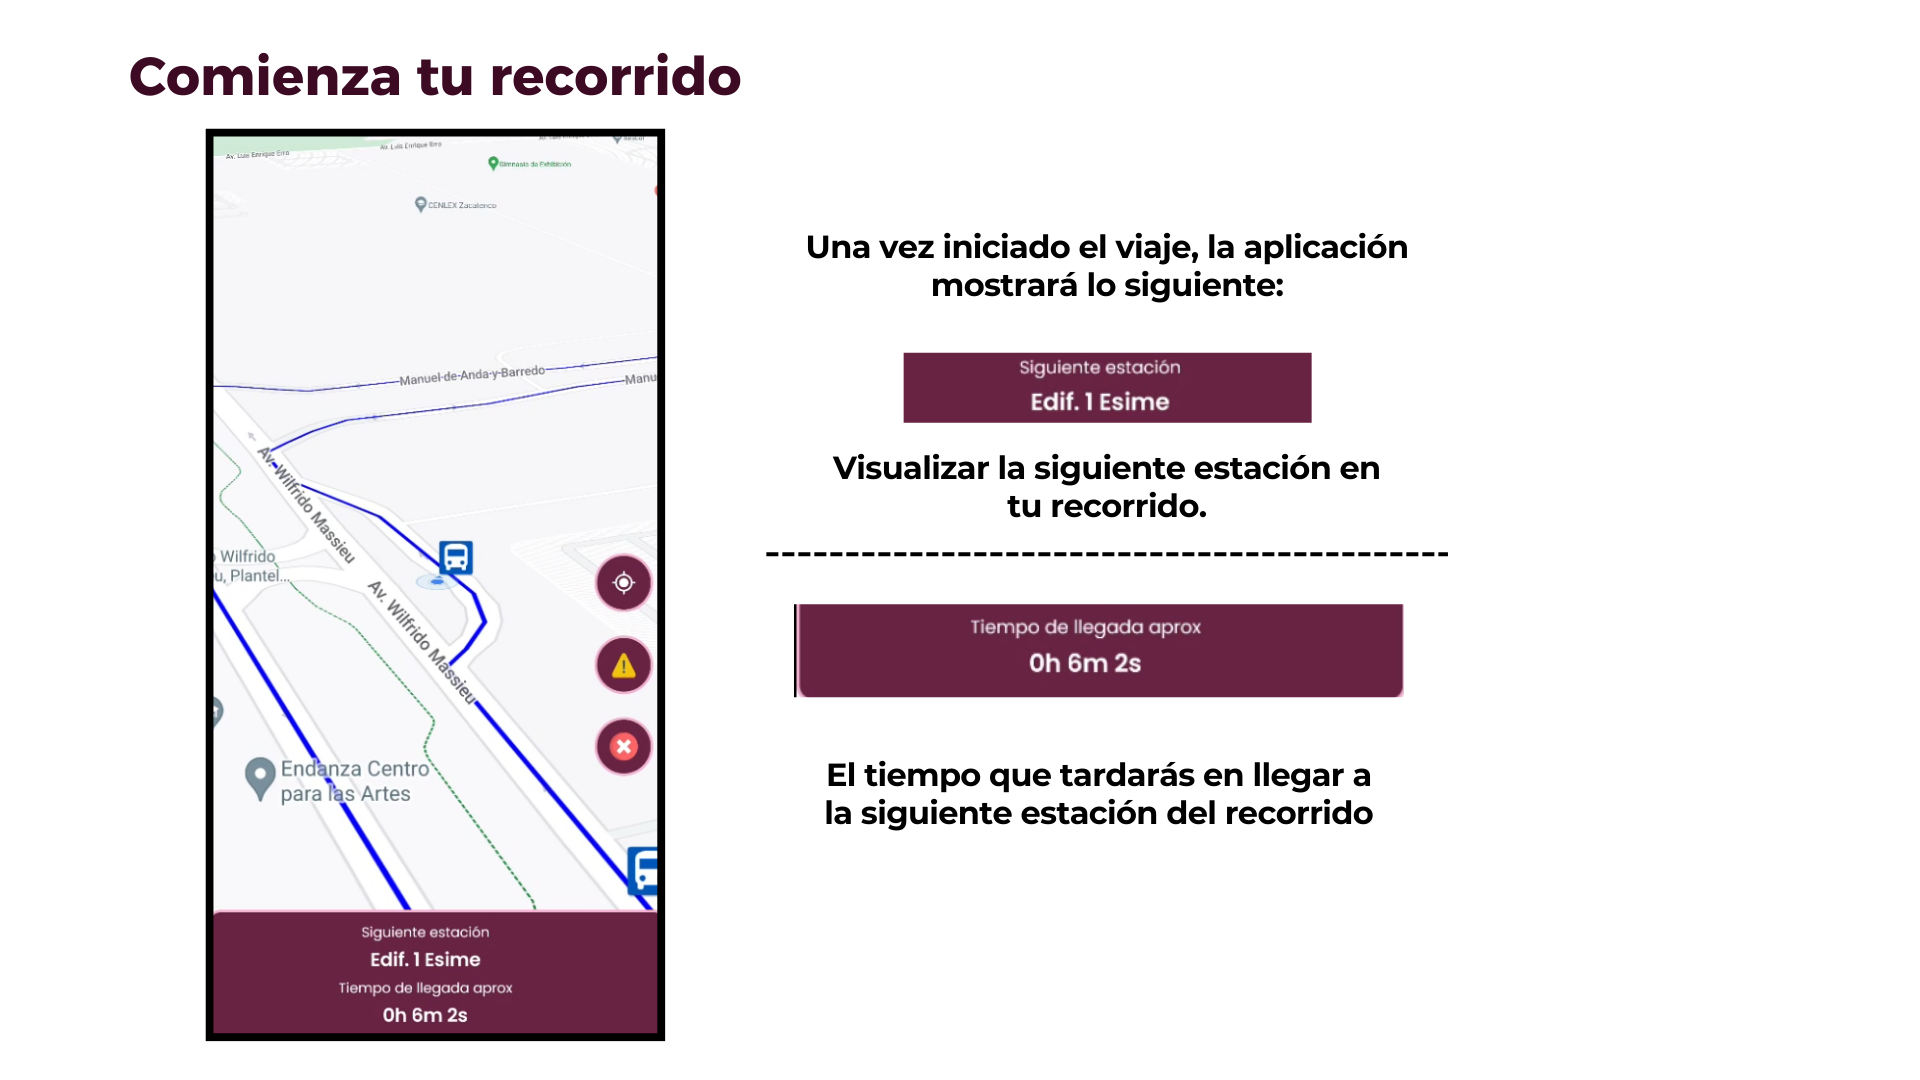 Comienza tu recorrido
Av. Luis Enrique Erro
Av. Luis Enrique Erro
Gimnasio de Exhibición
CENLEX Zacatenco
Manuel-de-Anda-y-Barredo
Manu
Av. Wilfrido Massieu
Wilfrido
u, Plantel...
Av. Wilfrido Massieu
Endanza Centro
para las Artes
Siguiente estación
Edif. 1 Esime
Tiempo de llegada aprox
0h 6m 2s
Una vez iniciado el viaje, la aplicación
mostrará lo siguiente:
Siguiente estación
Edif. 1 Esime
Visualizar la siguiente estación en
tu recorrido.
Tiempo de llegada aprox
0h 6m 2s
El tiempo que tardarás en llegar a
la siguiente estación del recorrido